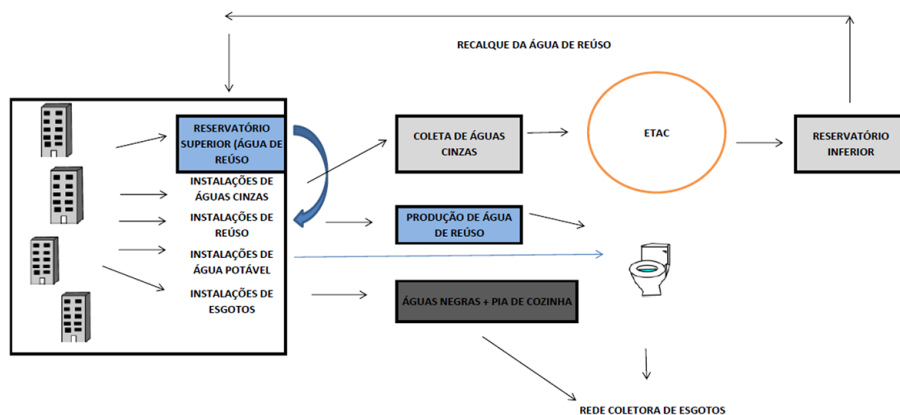 RECALQUE DA ÁGUA DE REÚSO
RESERVATÓRIO
SUPERIOR (ÁGUA DE
REÚSO
INSTALAÇÕES DE
ÁGUAS CINZAS
INSTALAÇÕES DE
REÚSO
INSTALAÇÕES DE
ÁGUA POTÁVEL
INSTALAÇÕES DE
ESGOTOS
COLETA DE ÁGUAS
CINZAS
ETAC
RESERVATÓRIO
INFERIOR
PRODUÇÃO DE ÁGUA
DE REÚSO
ÁGUAS NEGRAS + PIA DE COZINHA
REDE COLETORA DE ESGOTOS